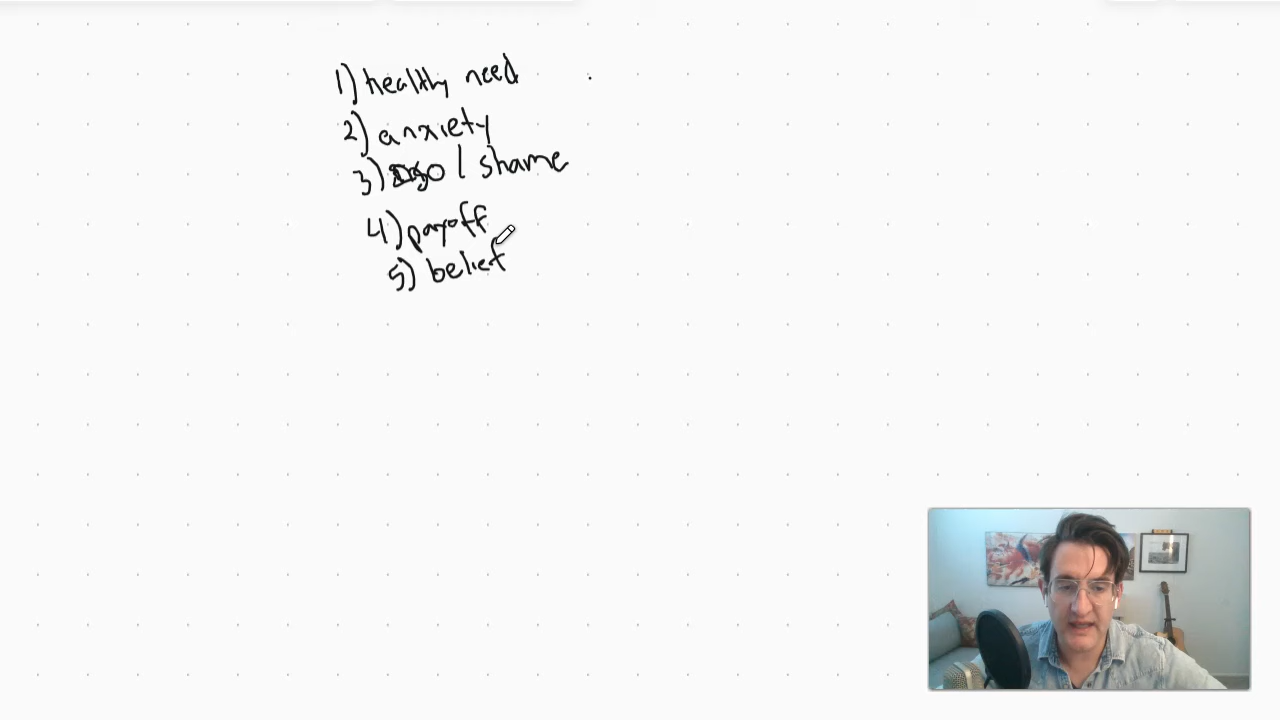 1) healthy need
2) anxiety
3) / shame
4) payoff
5) belief